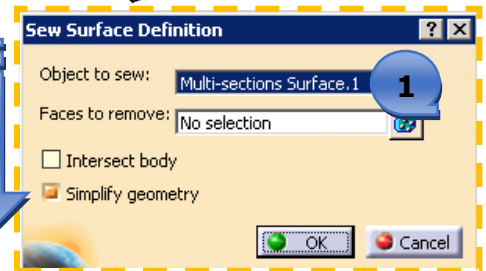 Sew Surface Definition ? X
Object to sew: Multi-sections Surface.1 1
Faces to remove: No selection
Intersect body
Simplify geometry
OK Cancel